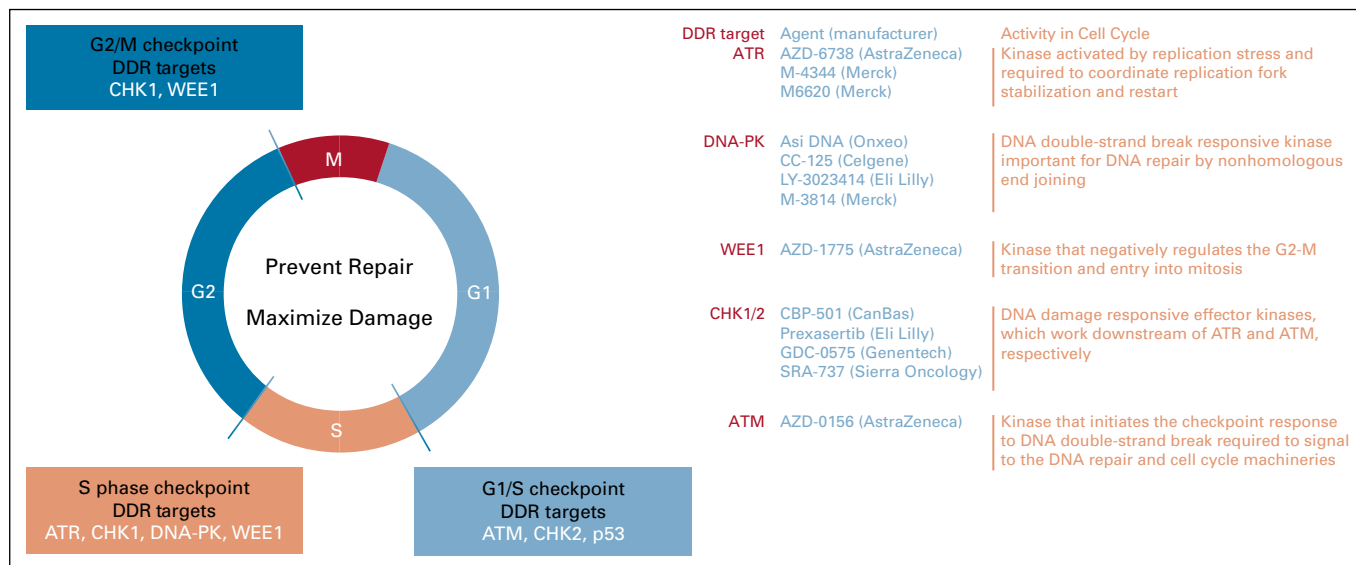 G2/M checkpoint
DDR targets
CHK1, WEE1
M
G2
G1
S
Prevent Repair
Maximize Damage
S phase checkpoint
DDR targets
ATR, CHK1, DNA-PK, WEE1
G1/S checkpoint
DDR targets
ATM, CHK2, p53
DDR target Agent (manufacturer) Activity in Cell Cycle
ATR AZD-6738 (AstraZeneca) Kinase activated by replication stress and
M-4344 (Merck) required to coordinate replication fork
M6620 (Merck) stabilization and restart
DNA-PK Asi DNA (Onxeo) DNA double-strand break responsive kinase
CC-125 (Celgene) important for DNA repair by nonhomologous
LY-3023414 (Eli Lilly) end joining
M-3814 (Merck)
WEE1 AZD-1775 (AstraZeneca) Kinase that negatively regulates the G2-M
transition and entry into mitosis
CHK1/2 CBP-501 (CanBas) DNA damage responsive effector kinases,
Prexasertib (Eli Lilly) which work downstream of ATR and ATM,
GDC-0575 (Genentech) respectively
SRA-737 (Sierra Oncology)
ATM AZD-0156 (AstraZeneca) Kinase that initiates the checkpoint response
to DNA double-strand break required to signal
to the DNA repair and cell cycle machineries